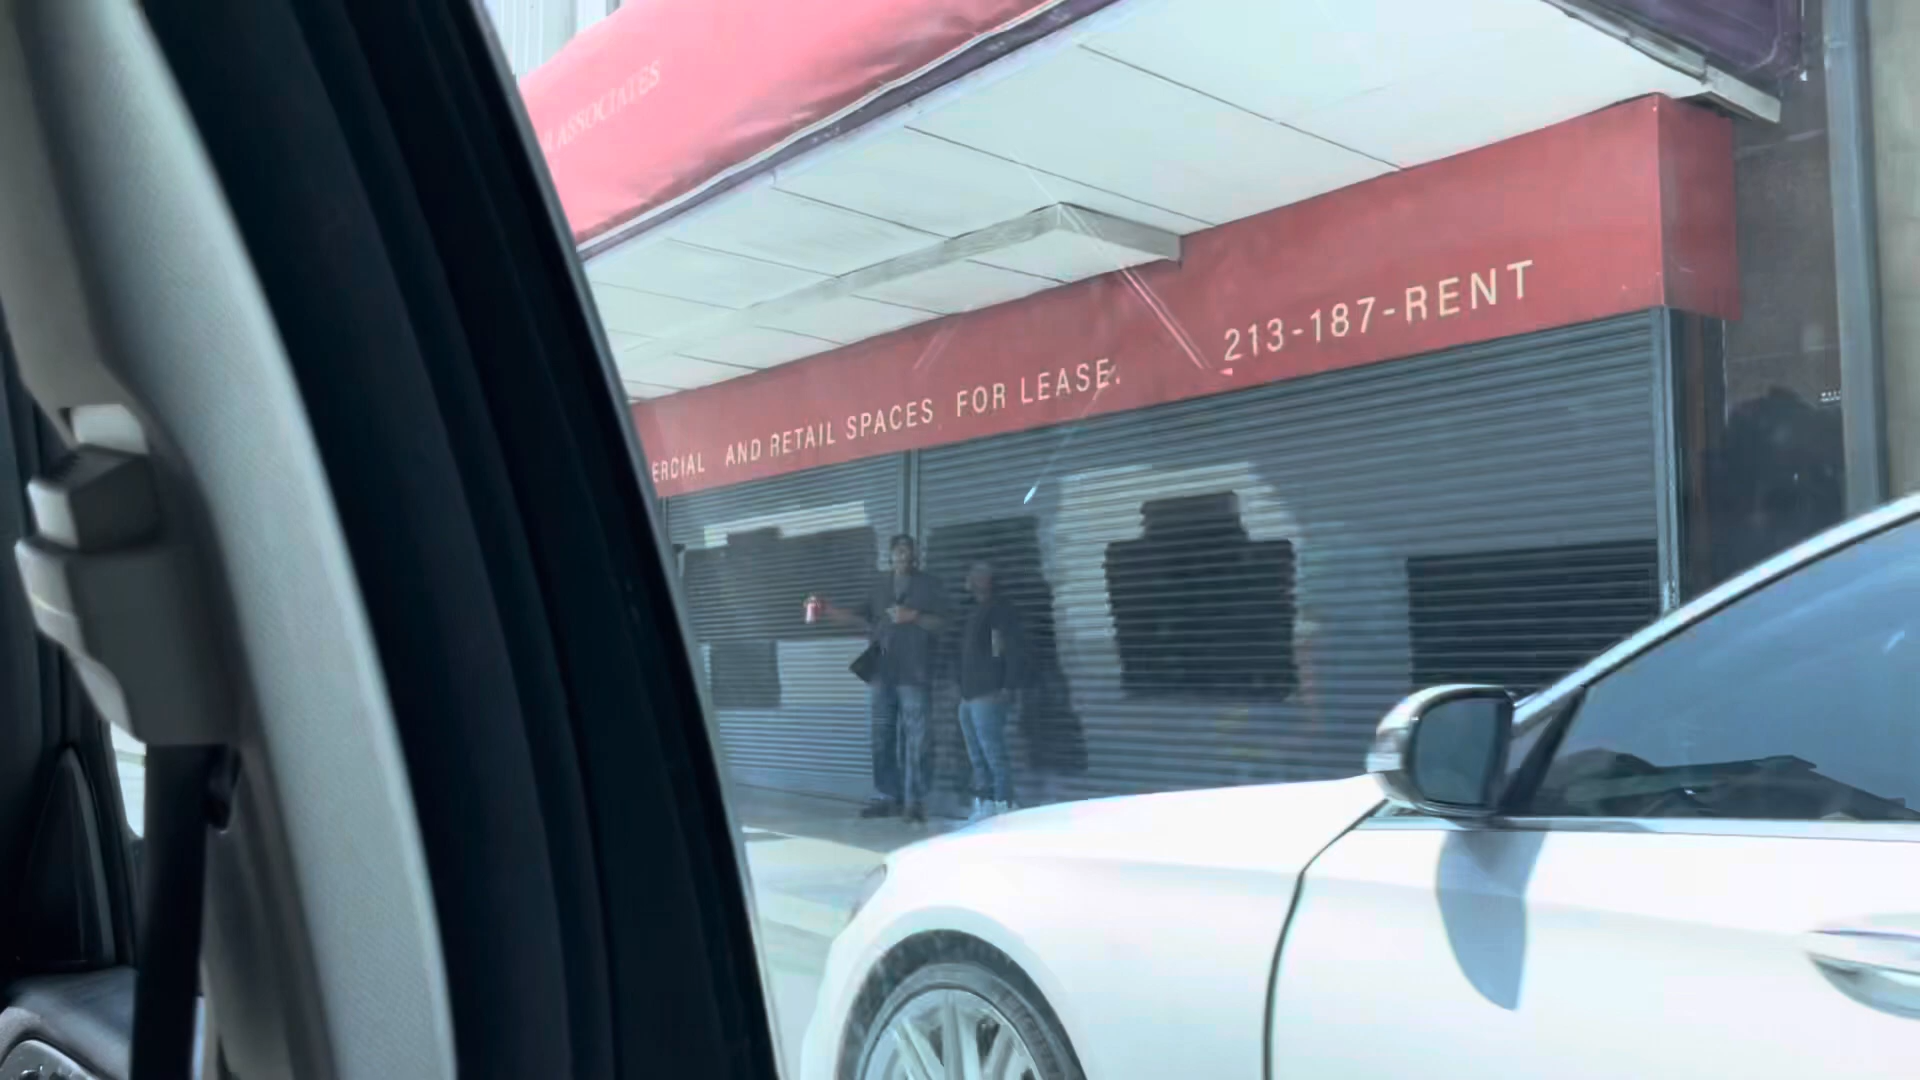 ASSOCIATES
ERCIAL AND RETAIL SPACES FOR LEASE.
213-187-RENT